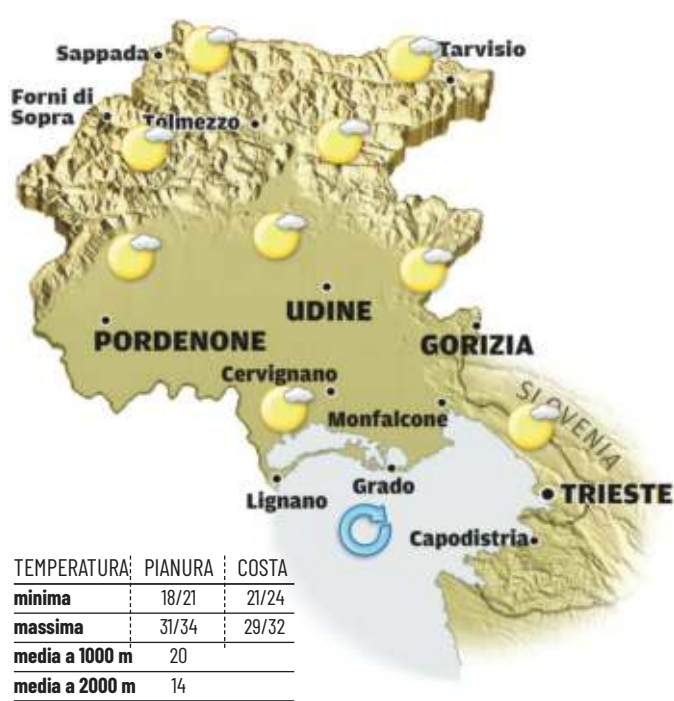 Sappada
Tarvisio
Forni di
Sopra
Tolmezzo
UDINE
PORDENONE
GORIZIA
Cervignano
SLOVENIA
Monfalcone
Lignano
Grado
TRIESTE
Capodistria
TEMPERATURA PIANURA COSTA
minima 18/21 21/24
massima 31/34 29/32
media a 1000 m 20
media a 2000 m 14